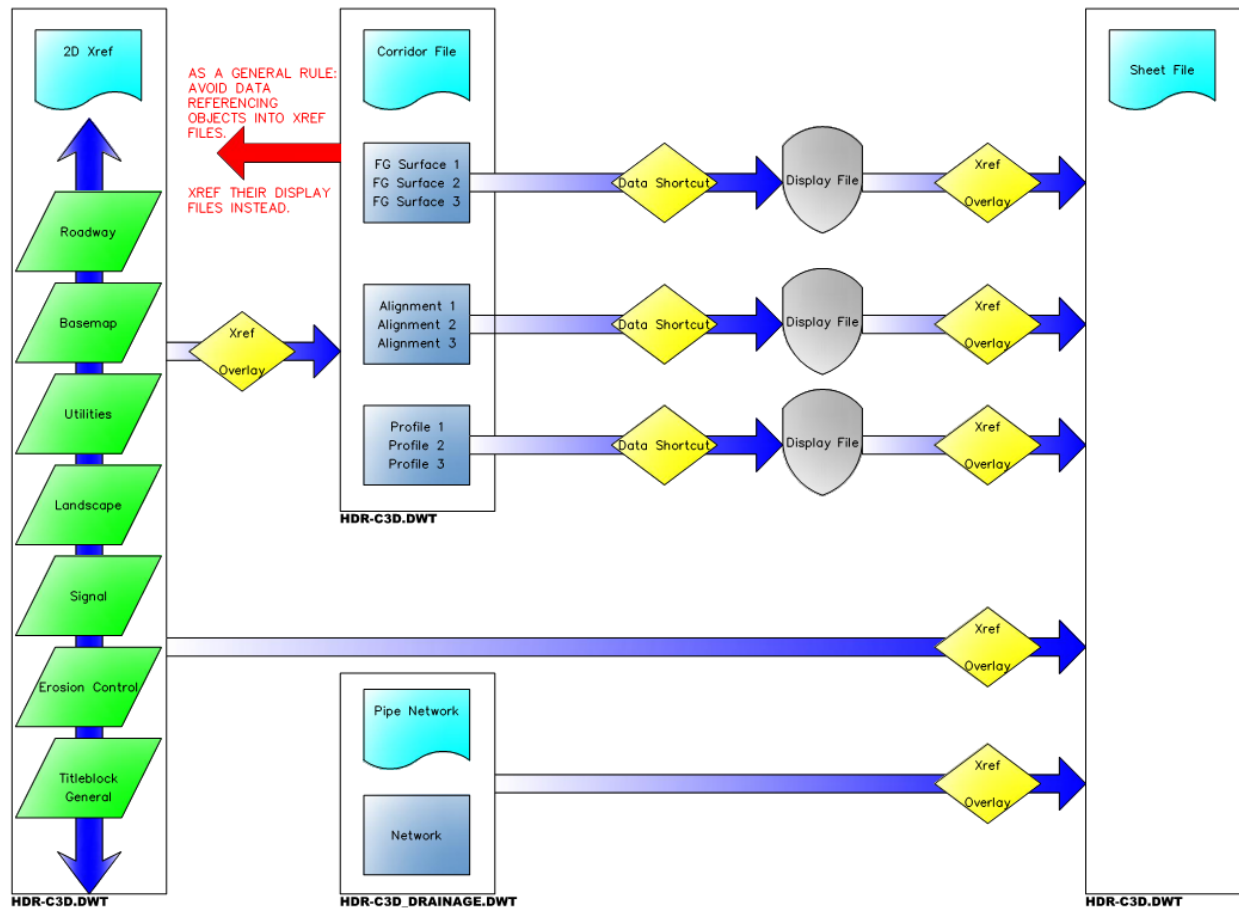 2D Xref
Roadway
Basemap
Utilities
Landscape
Signal
Erosion Control
Titleblock
General
HDR-C3D.DWT
AS A GENERAL RULE:
AVOID DATA
REFERENCING
OBJECTS INTO XREF
FILES.
XREF THEIR DISPLAY
FILES INSTEAD.
Xref
Overlay
Corridor File
FG Surface 1
FG Surface 2
FG Surface 3
Data Shortcut
Display File
Xref
Overlay
Alignment 1
Alignment 2
Alignment 3
Data Shortcut
Display File
Xref
Overlay
Profile 1
Profile 2
Profile 3
Data Shortcut
Display File
Xref
Overlay
HDR-C3D.DWT
Xref
Overlay
Pipe Network
Network
Xref
Overlay
HDR-C3D_DRAINAGE.DWT
Sheet File
HDR-C3D.DWT